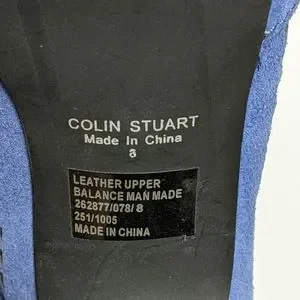 COLIN STUART
Made In China
8
LEATHER UPPER
BALANCE MAN MADE
262877/078/ 8
251/1005
MADE IN CHINA